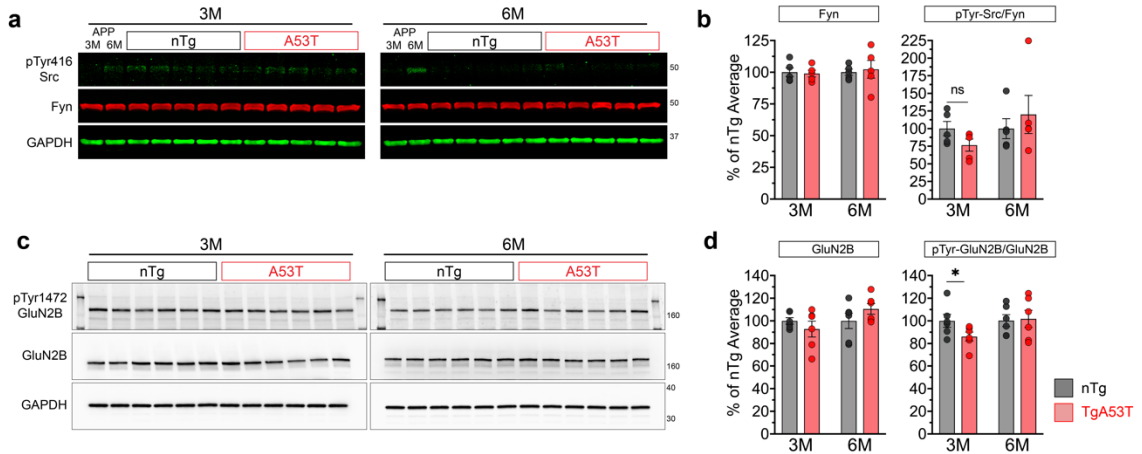 a
3M
6M
APP
3M 6M
nTg
A53T
APP
3M 6M
nTg
A53T
pTyr416
Src
50
Fyn
50
GAPDH
37
b
Fyn
pTyr-Src/Fyn
% of nTg Average
125
100
75
50
25
0
225
200
175
150
125
100
75
50
25
0
ns
3M
6M
3M
6M
c
3M
6M
nTg
A53T
nTg
A53T
pTyr1472
GluN2B
160
GluN2B
160
GAPDH
40
30
d
GluN2B
pTyr-GluN2B/GluN2B
% of nTg Average
140
120
100
80
60
40
20
0
140
120
100
80
60
40
20
0
*
3M
6M
3M
6M
nTg
TgA53T